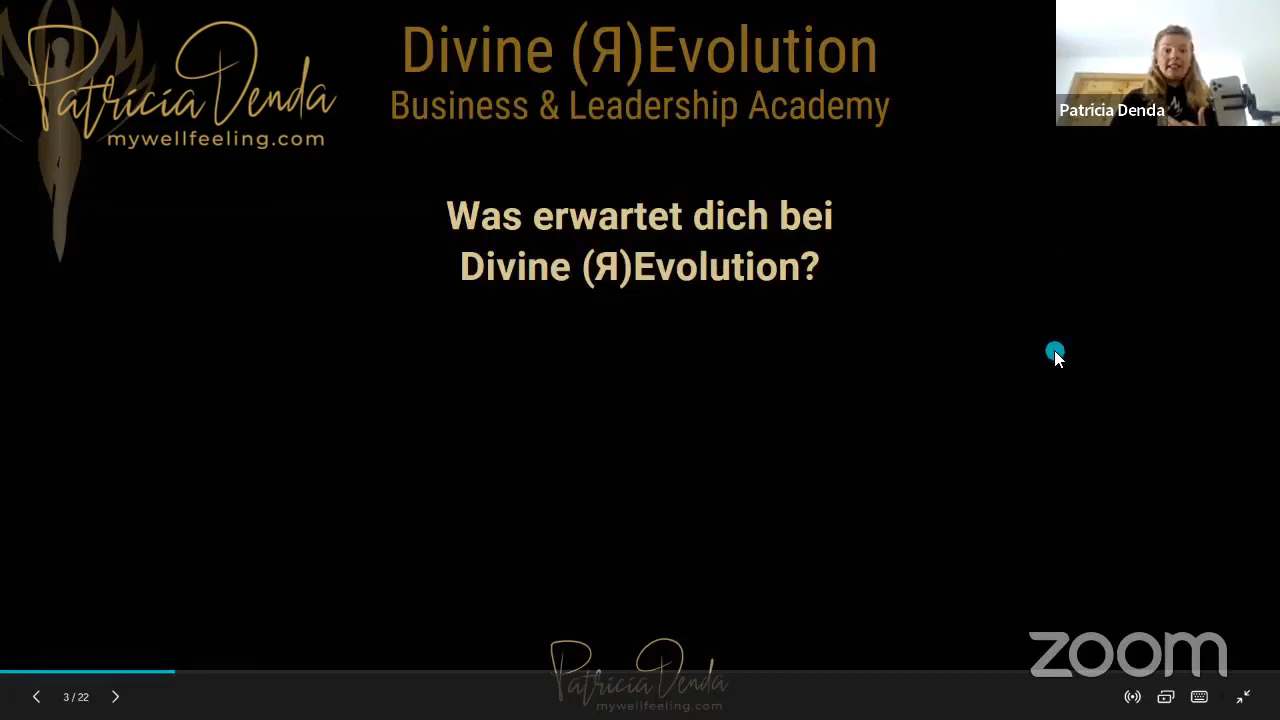 Patricia Denda
mywellfeeling.com
Divine (Я)Evolution
Business & Leadership Academy
Patricia Denda
Was erwartet dich bei
Divine (Я)Evolution?
zoom
Patricia Denda
mywellfeeling.com
3 / 22